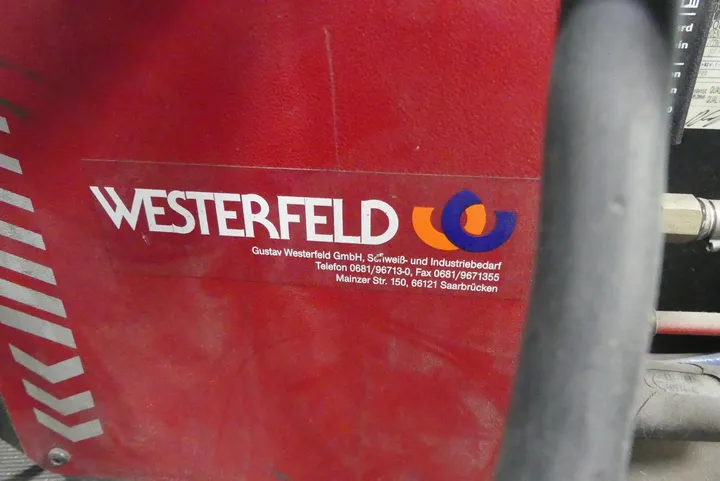 WESTERFELD
Gustav Westerfeld GmbH, Schweiß- und Industriebedarf
Telefon 0681/96713-0, Fax 0681/9671355
Mainzer Str. 150, 66121 Saarbrücken